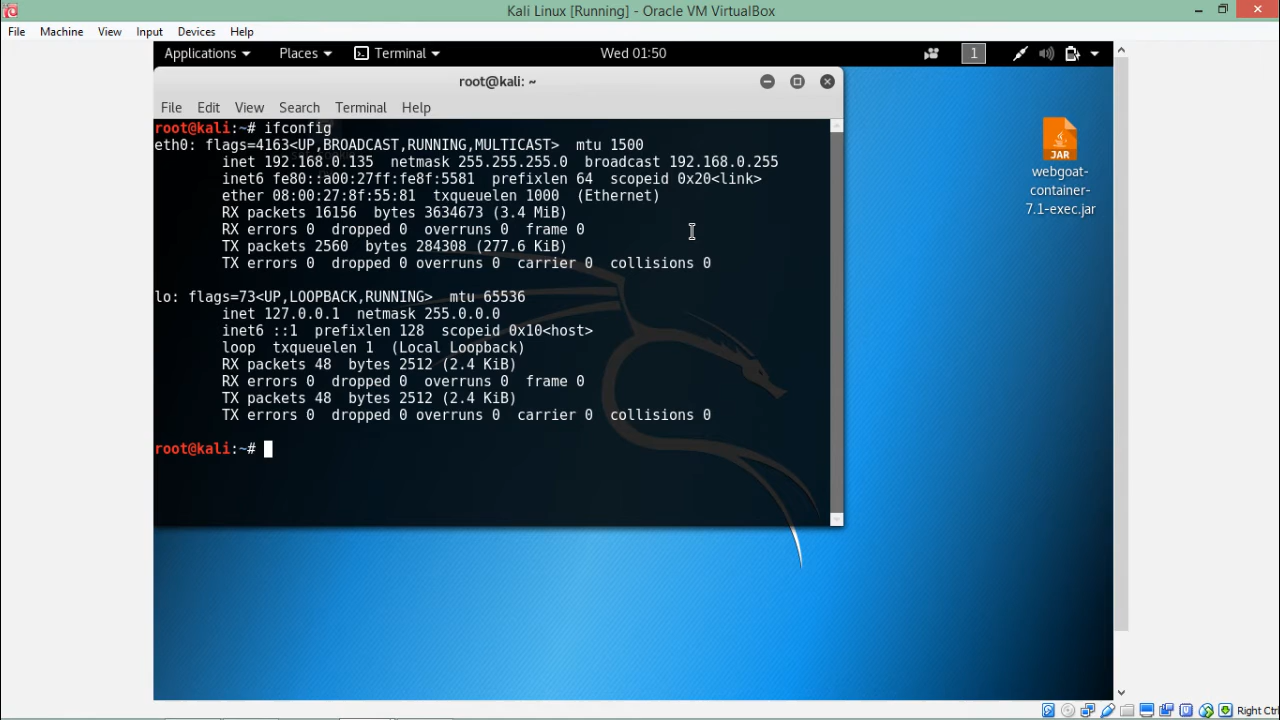 Kali Linux [Running] - Oracle VM VirtualBox
File Machine View Input Devices Help
Applications Places Terminal Wed 01:50 1
root@kali: ~
File Edit View Search Terminal Help
root@kali:~# ifconfig
eth0: flags=4163<UP,BROADCAST,RUNNING,MULTICAST>  mtu 1500
        inet 192.168.0.135  netmask 255.255.255.0  broadcast 192.168.0.255
        inet6 fe80::a00:27ff:fe8f:5581  prefixlen 64  scopeid 0x20<link>
        ether 08:00:27:8f:55:81  txqueuelen 1000  (Ethernet)
        RX packets 16156  bytes 3634673 (3.4 MiB)
        RX errors 0  dropped 0  overruns 0  frame 0
        TX packets 2560  bytes 284308 (277.6 KiB)
        TX errors 0  dropped 0 overruns 0  carrier 0  collisions 0
lo: flags=73<UP,LOOPBACK,RUNNING>  mtu 65536
        inet 127.0.0.1  netmask 255.0.0.0
        inet6 ::1  prefixlen 128  scopeid 0x10<host>
        loop  txqueuelen 1  (Local Loopback)
        RX packets 48  bytes 2512 (2.4 KiB)
        RX errors 0  dropped 0  overruns 0  frame 0
        TX packets 48  bytes 2512 (2.4 KiB)
        TX errors 0  dropped 0 overruns 0  carrier 0  collisions 0
root@kali:~#
JAR
webgoat-
container-
7.1-exec.jar
Right Ctrl